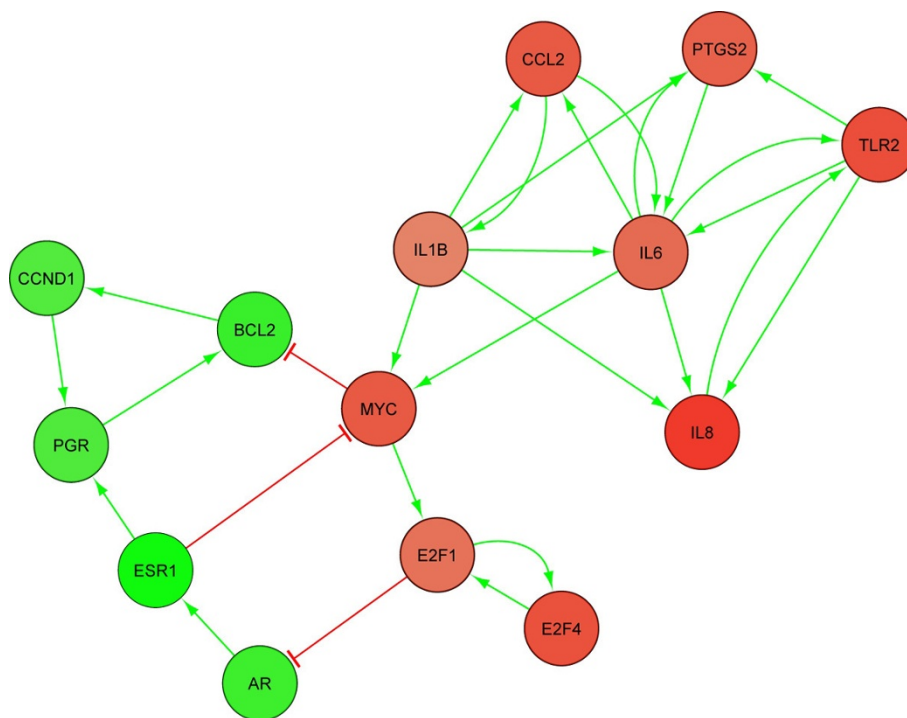 PTGS2
CCL2
TLR2
IL1B
IL6
CCND1
BCL2
MYC
IL8
PGR
E2F1
ESR1
E2F4
AR